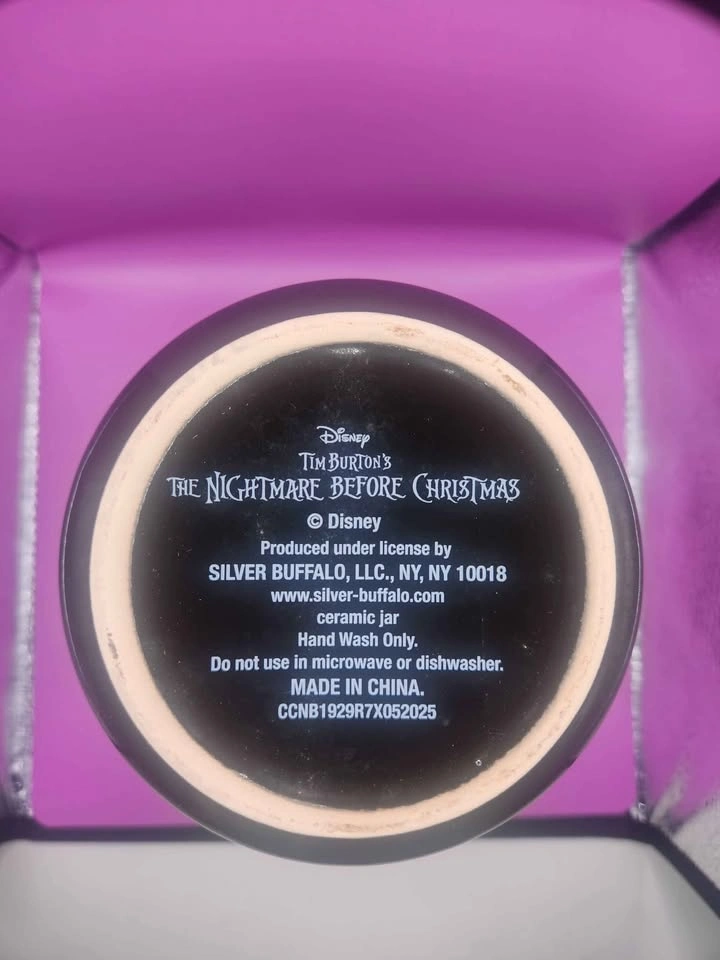 Disney
TIM BURTON'S
THE NIGHTMARE BEFORE CHRISTMAS
© Disney
Produced under license by
SILVER BUFFALO, LLC., NY, NY 10018
www.silver-buffalo.com
ceramic jar
Hand Wash Only.
Do not use in microwave or dishwasher.
MADE IN CHINA.
CCNB1929R7X052025